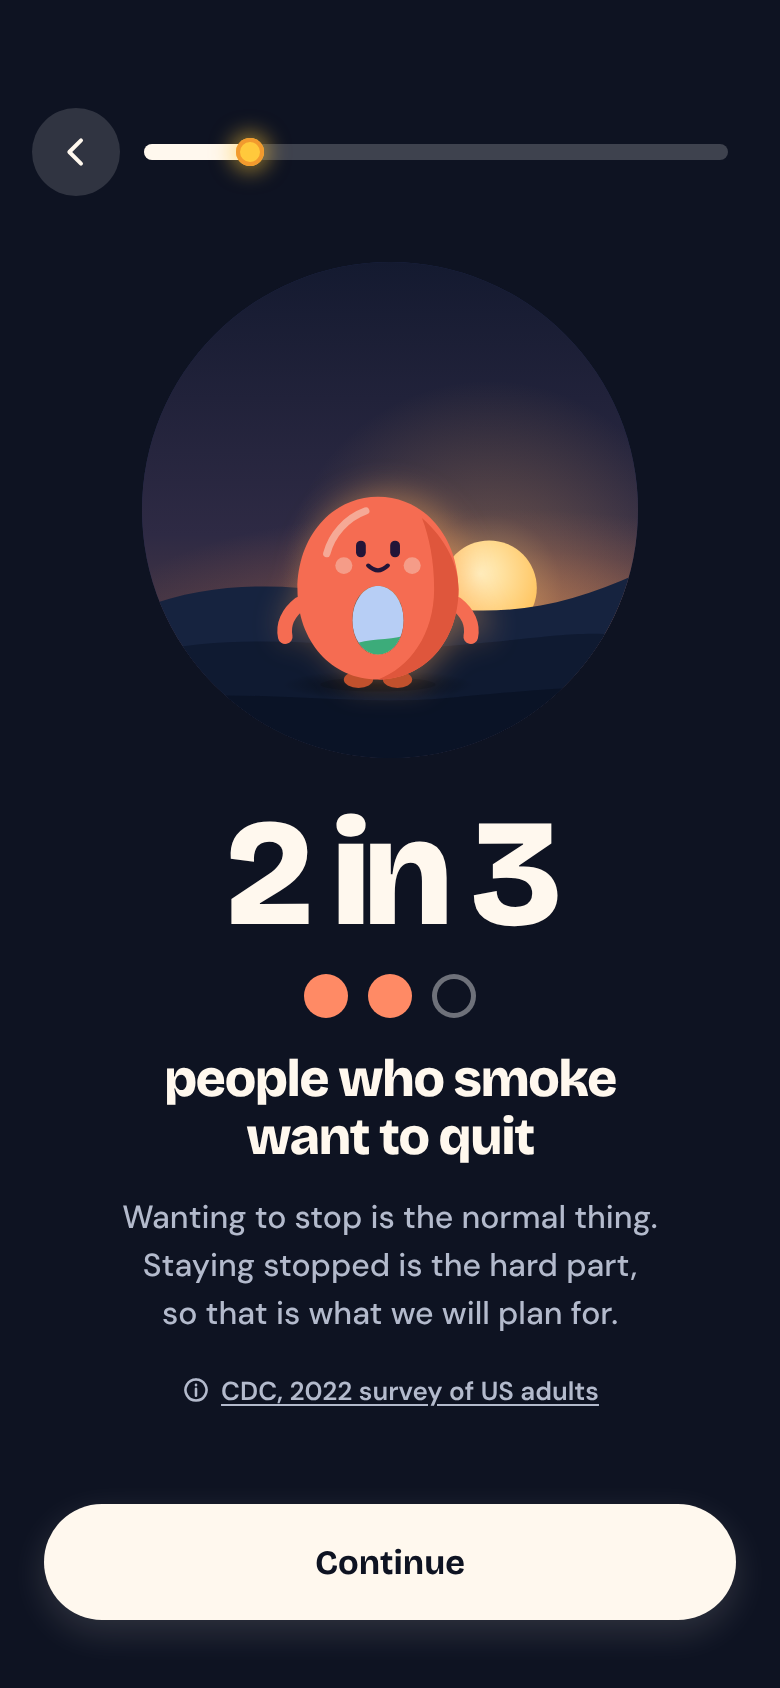 2 in 3
people who smoke
want to quit
Wanting to stop is the normal thing.
Staying stopped is the hard part,
so that is what we will plan for.
CDC, 2022 survey of US adults
Continue